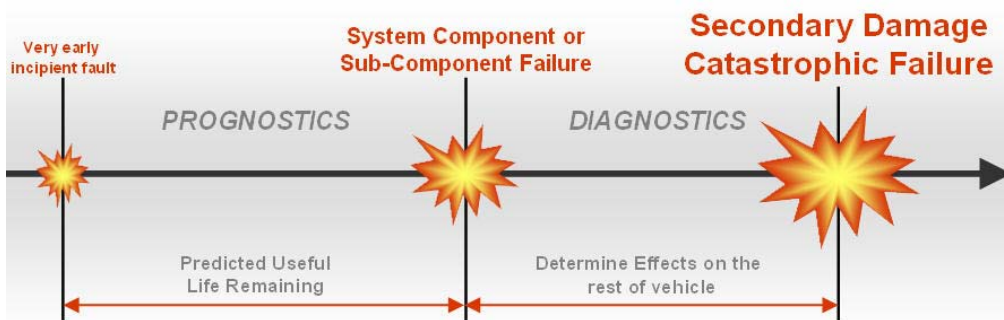 Very early
incipient fault
System Component or
Sub-Component Failure
Secondary Damage
Catastrophic Failure
PROGNOSTICS
DIAGNOSTICS
Predicted Useful
Life Remaining
Determine Effects on the
rest of vehicle